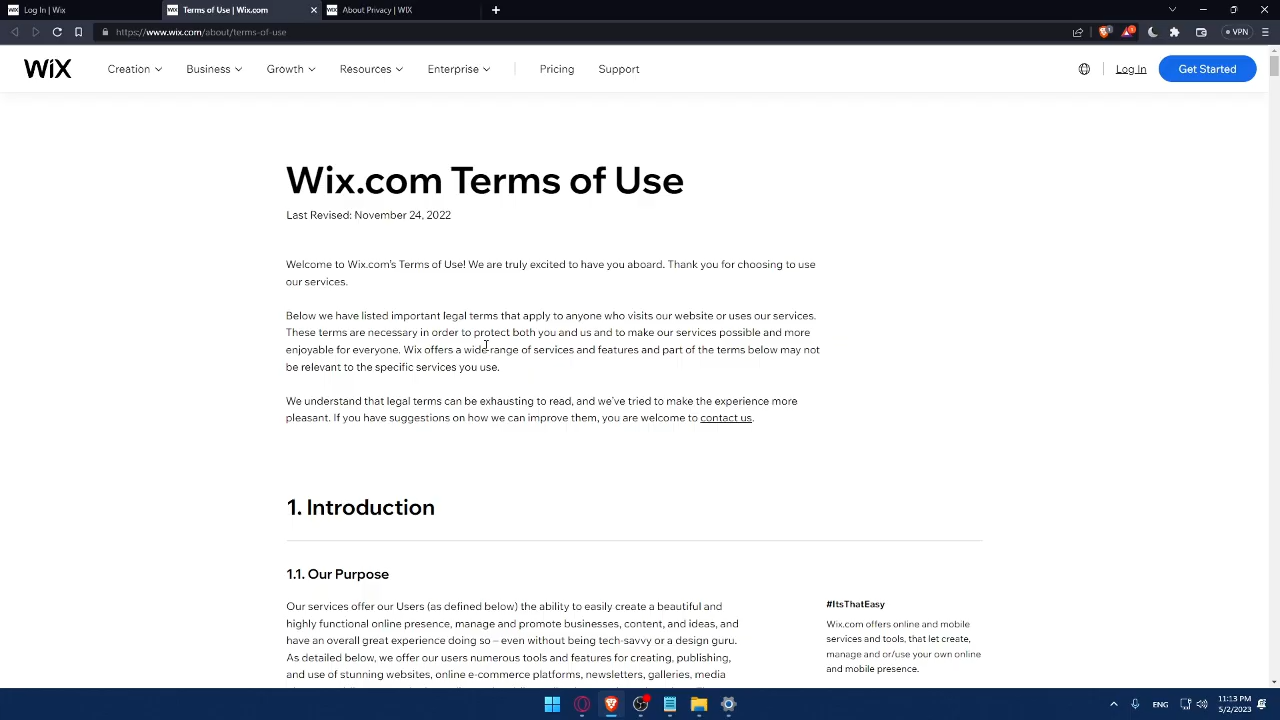 Log In | Wix
Terms of Use | Wix.com
About Privacy | WIX
https://www.wix.com/about/terms-of-use
VPN
WIX
Creation
Business
Growth
Resources
Enterprise
Pricing
Support
Log In
Get Started
Wix.com Terms of Use
Last Revised: November 24, 2022
Welcome to Wix.com's Terms of Use! We are truly excited to have you aboard. Thank you for choosing to use
our services.
Below we have listed important legal terms that apply to anyone who visits our website or uses our services.
These terms are necessary in order to protect both you and us and to make our services possible and more
enjoyable for everyone. Wix offers a wide range of services and features and part of the terms below may not
be relevant to the specific services you use.
We understand that legal terms can be exhausting to read, and we've tried to make the experience more
pleasant. If you have suggestions on how we can improve them, you are welcome to contact us.
1. Introduction
1.1. Our Purpose
Our services offer our Users (as defined below) the ability to easily create a beautiful and
highly functional online presence, manage and promote businesses, content, and ideas, and
have an overall great experience doing so – even without being tech-savvy or a design guru.
As detailed below, we offer our users numerous tools and features for creating, publishing,
and use of stunning websites, online e-commerce platforms, newsletters, galleries, media
#ItsThatEasy
Wix.com offers online and mobile
services and tools, that let create,
manage and or/use your own online
and mobile presence.
ENG
11:13 PM
5/2/2023